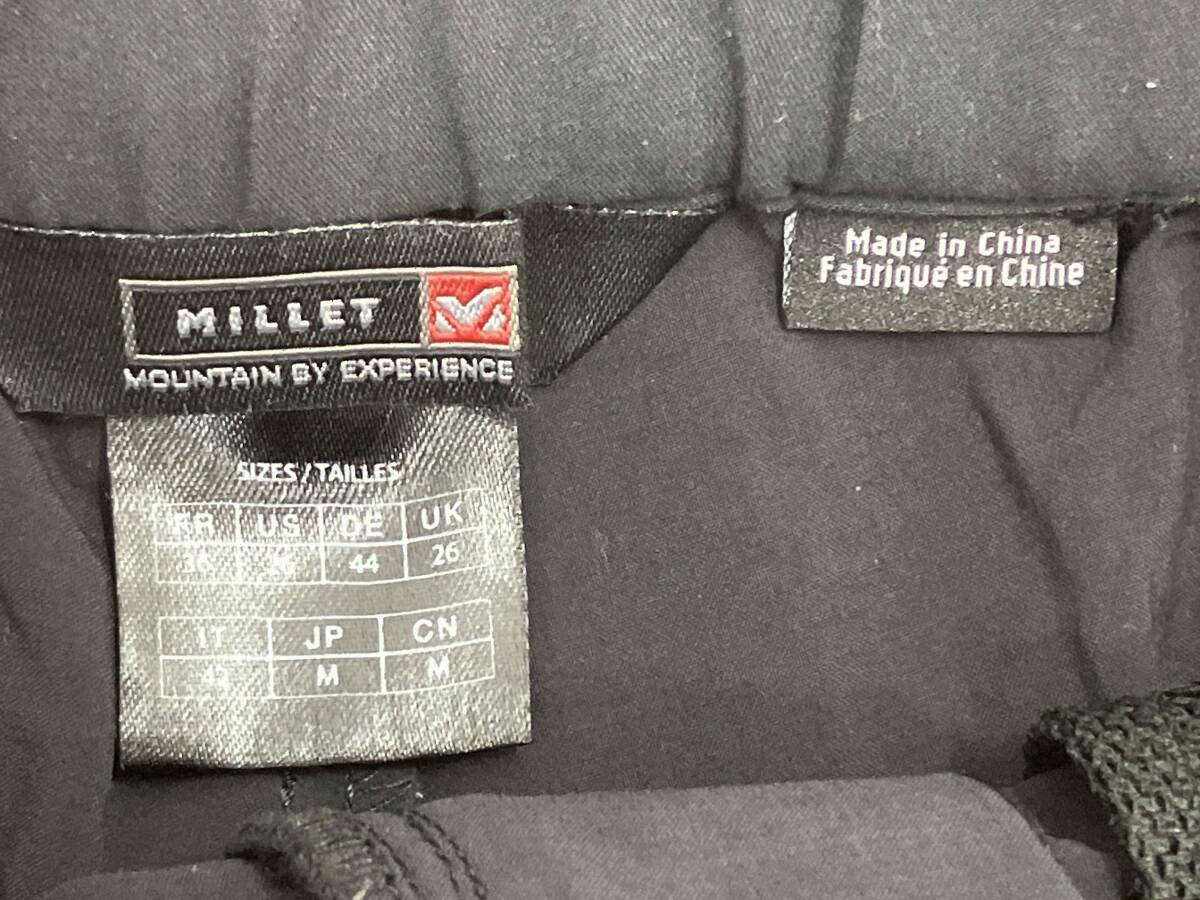 MILLET
MOUNTAIN BY EXPERIENCE
SIZES/TAILLES
FR US DE UK
44 26
IT JP CN
M M
Made in China
Fabriqué en Chine